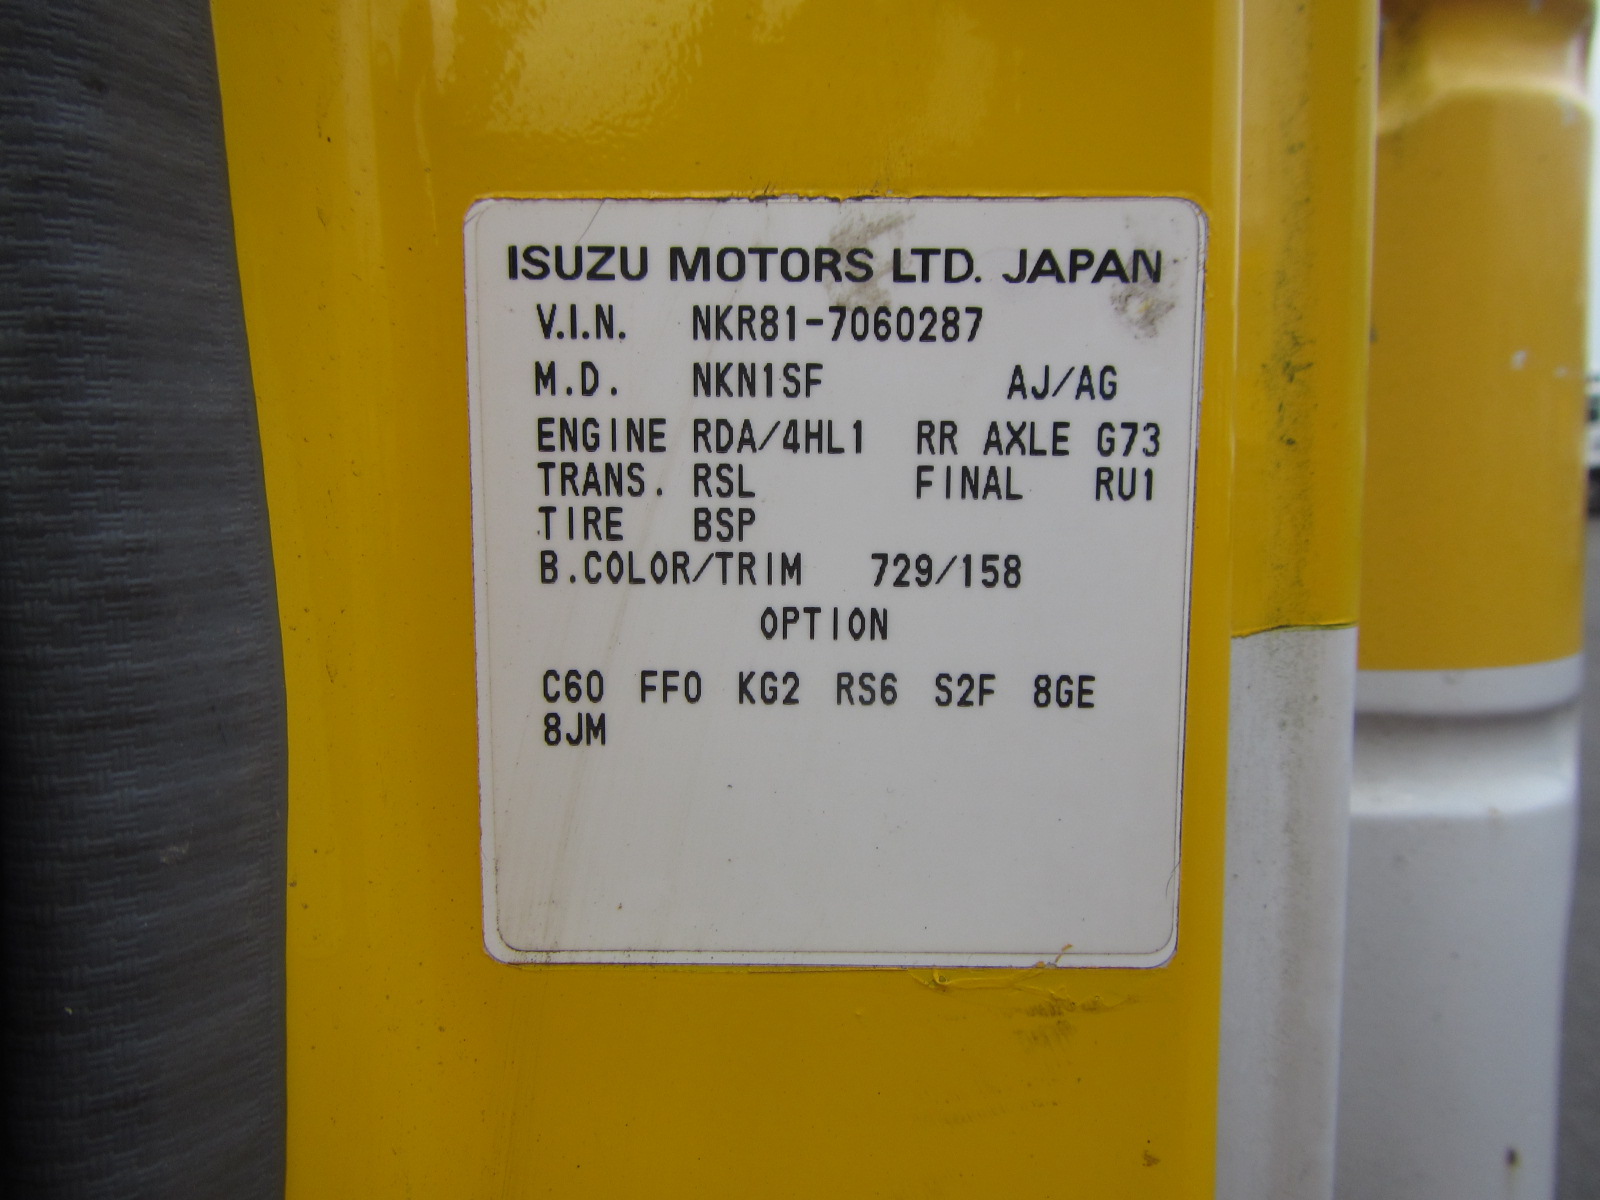 ISUZU MOTORS LTD. JAPAN
V.I.N. NKR81-7060287
M.D. NKN1SF AJ/AG
ENGINE RDA/4HL1 RR AXLE G73
TRANS. RSL FINAL RU1
TIRE BSP
B.COLOR/TRIM 729/158
OPTION
C60 FF0 KG2 RS6 S2F 8GE
8JM